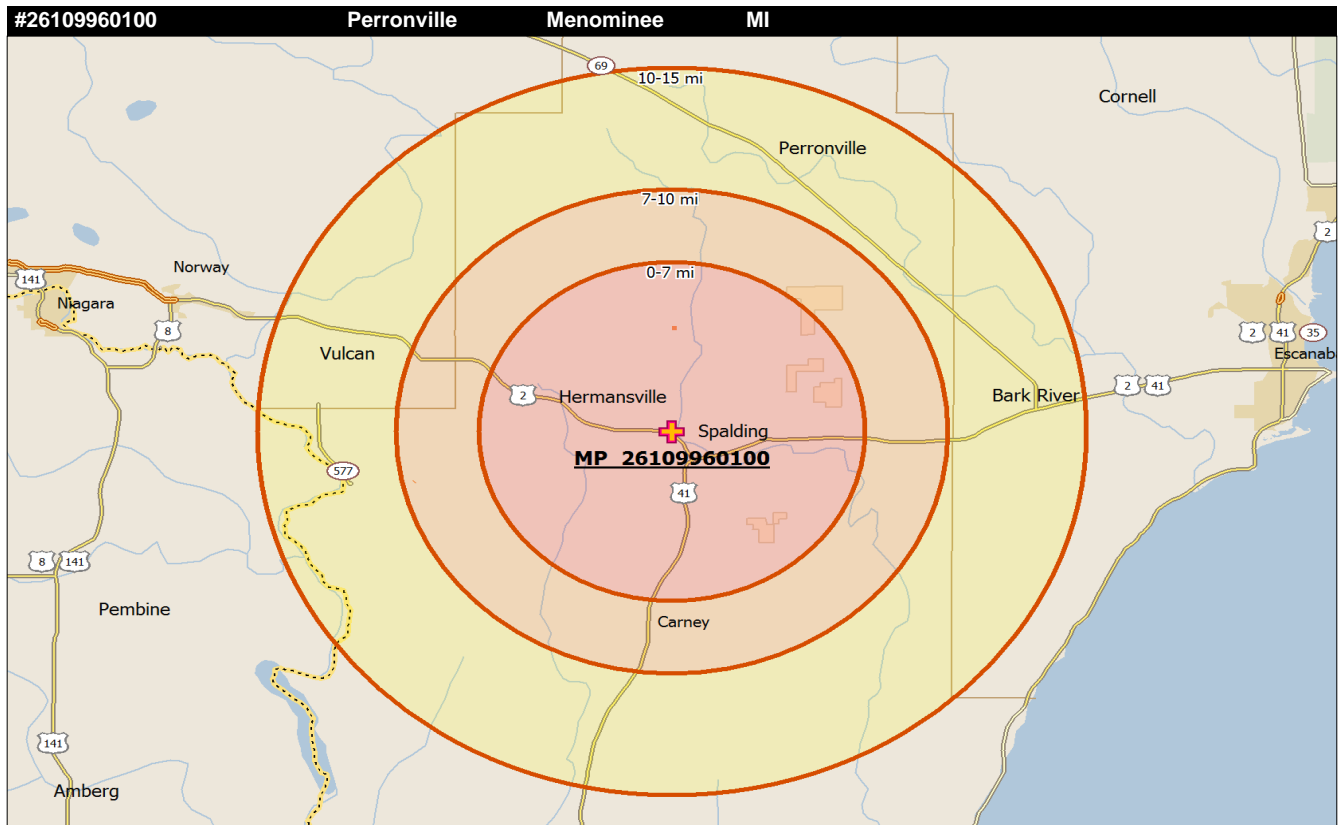 #26109960100 Perronville Menominee MI
69
10-15 mi
Cornell
Perronville
7-10 mi
2
Norway
0-7 mi
141
Niagara
8
2 41 35
Vulcan
Escanab
2 41
2
Hermansville
Bark River
Spalding
MP 26109960100
577
41
8 141
Pembine
Carney
141
Amberg